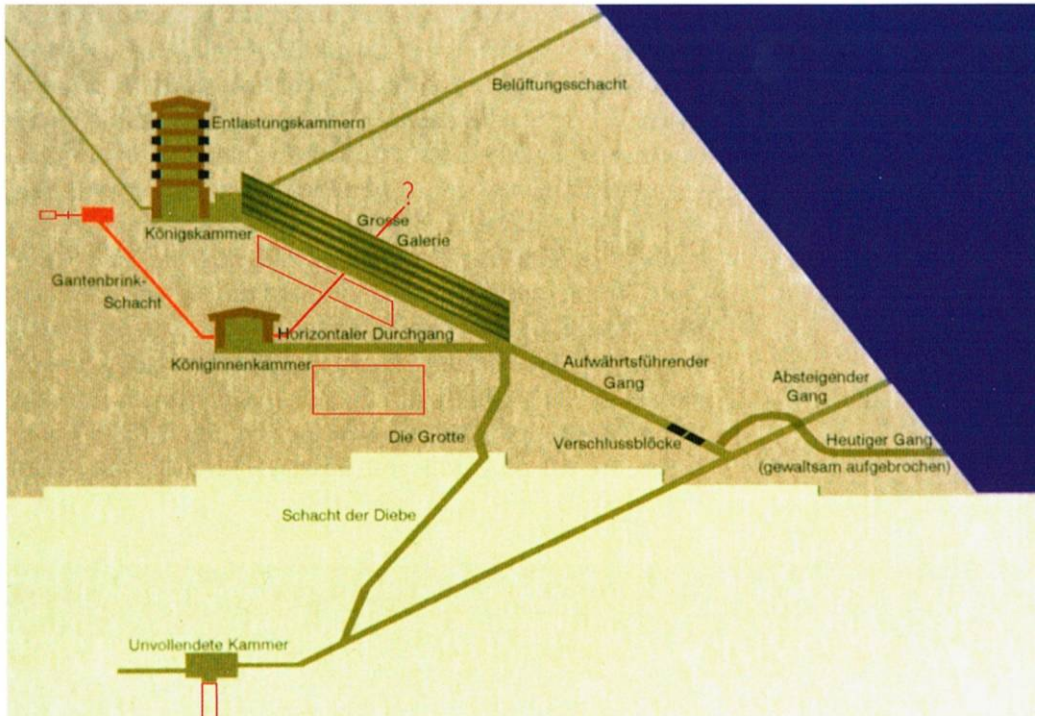 Belüftungsschacht
Entlastungskammern
?
Grosse
Galerie
Königskammer
Gantenbrink-
Schacht
Horizontaler Durchgang
Königinnenkammer
Aufwährtsführender
Gang
Absteigender
Gang
Die Grotte
Verschlussblöcke
Heutiger Gang
(gewaltsam aufgebrochen)
Schacht der Diebe
Unvollendete Kammer